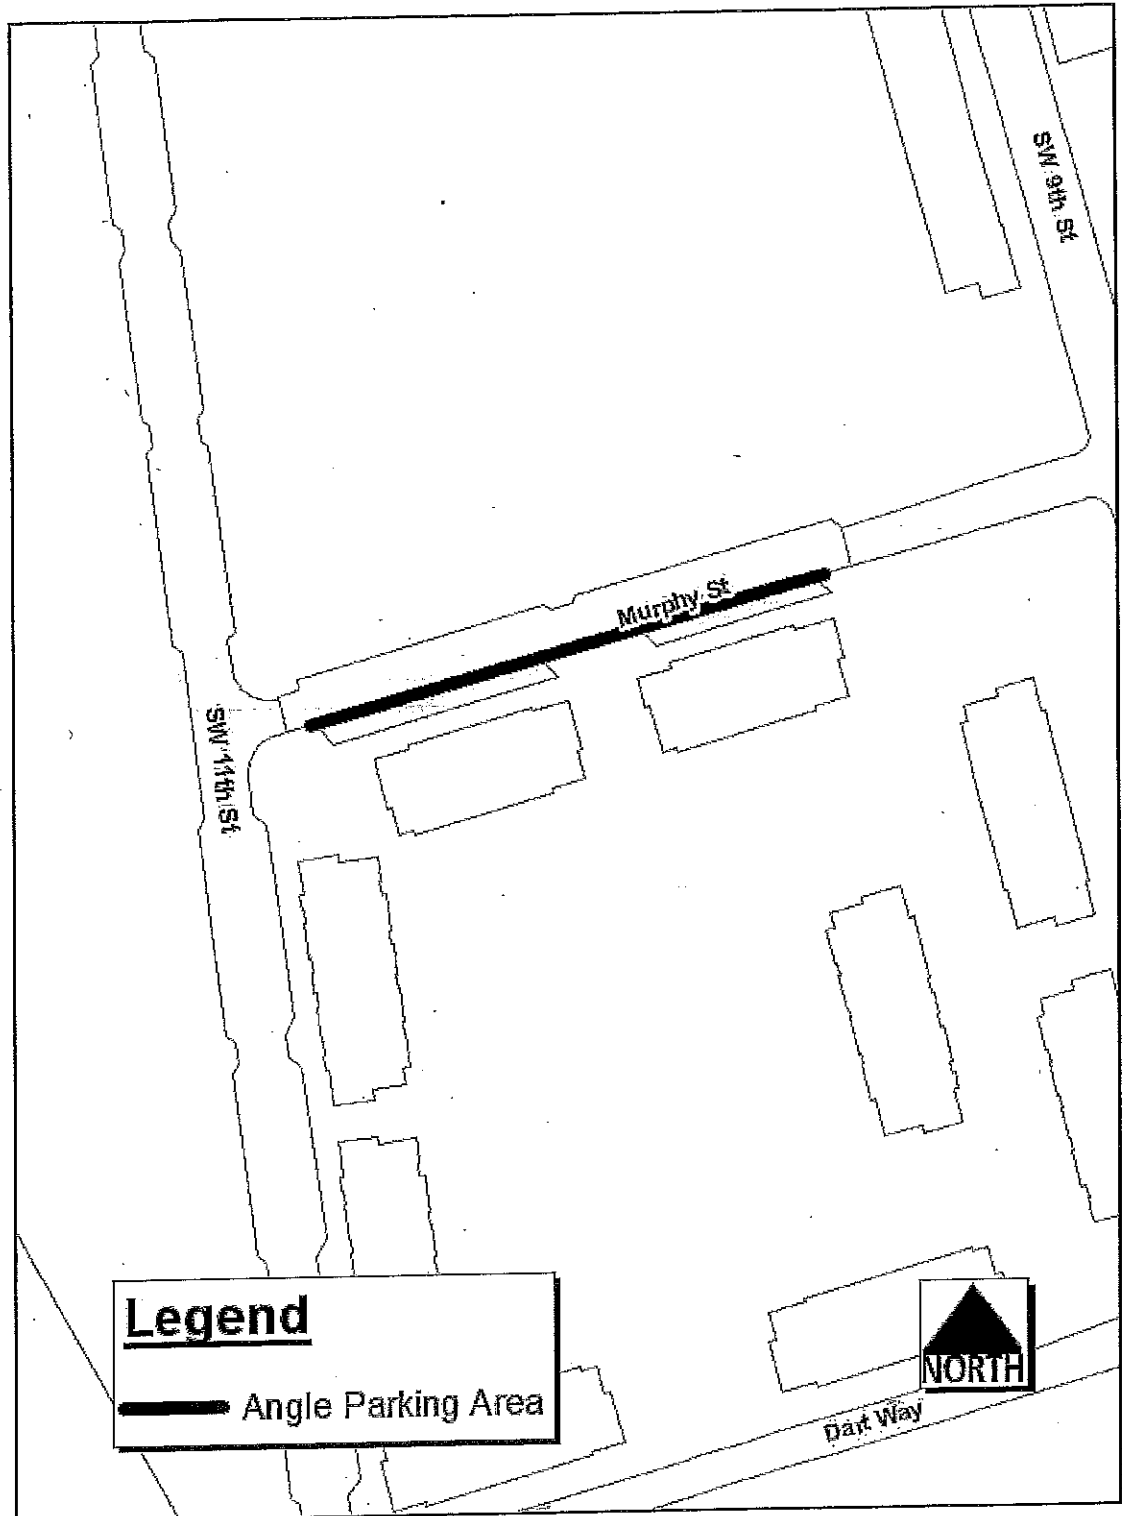 SW 9th St
Murphy St
SW 11th St
Legend
Angle Parking Area
NORTH
Dart Way